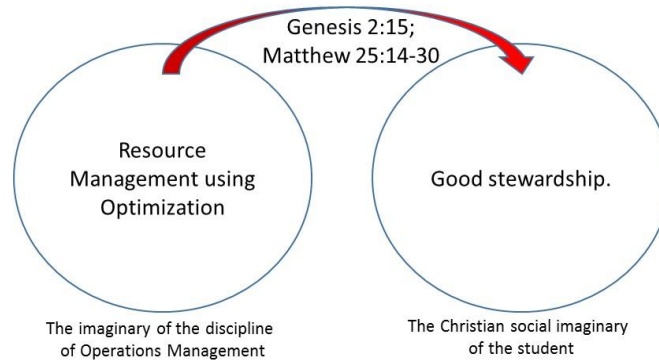 Genesis 2:15;
Matthew 25:14-30
Resource
Management using
Optimization
Good stewardship.
The imaginary of the discipline
of Operations Management
The Christian social imaginary
of the student